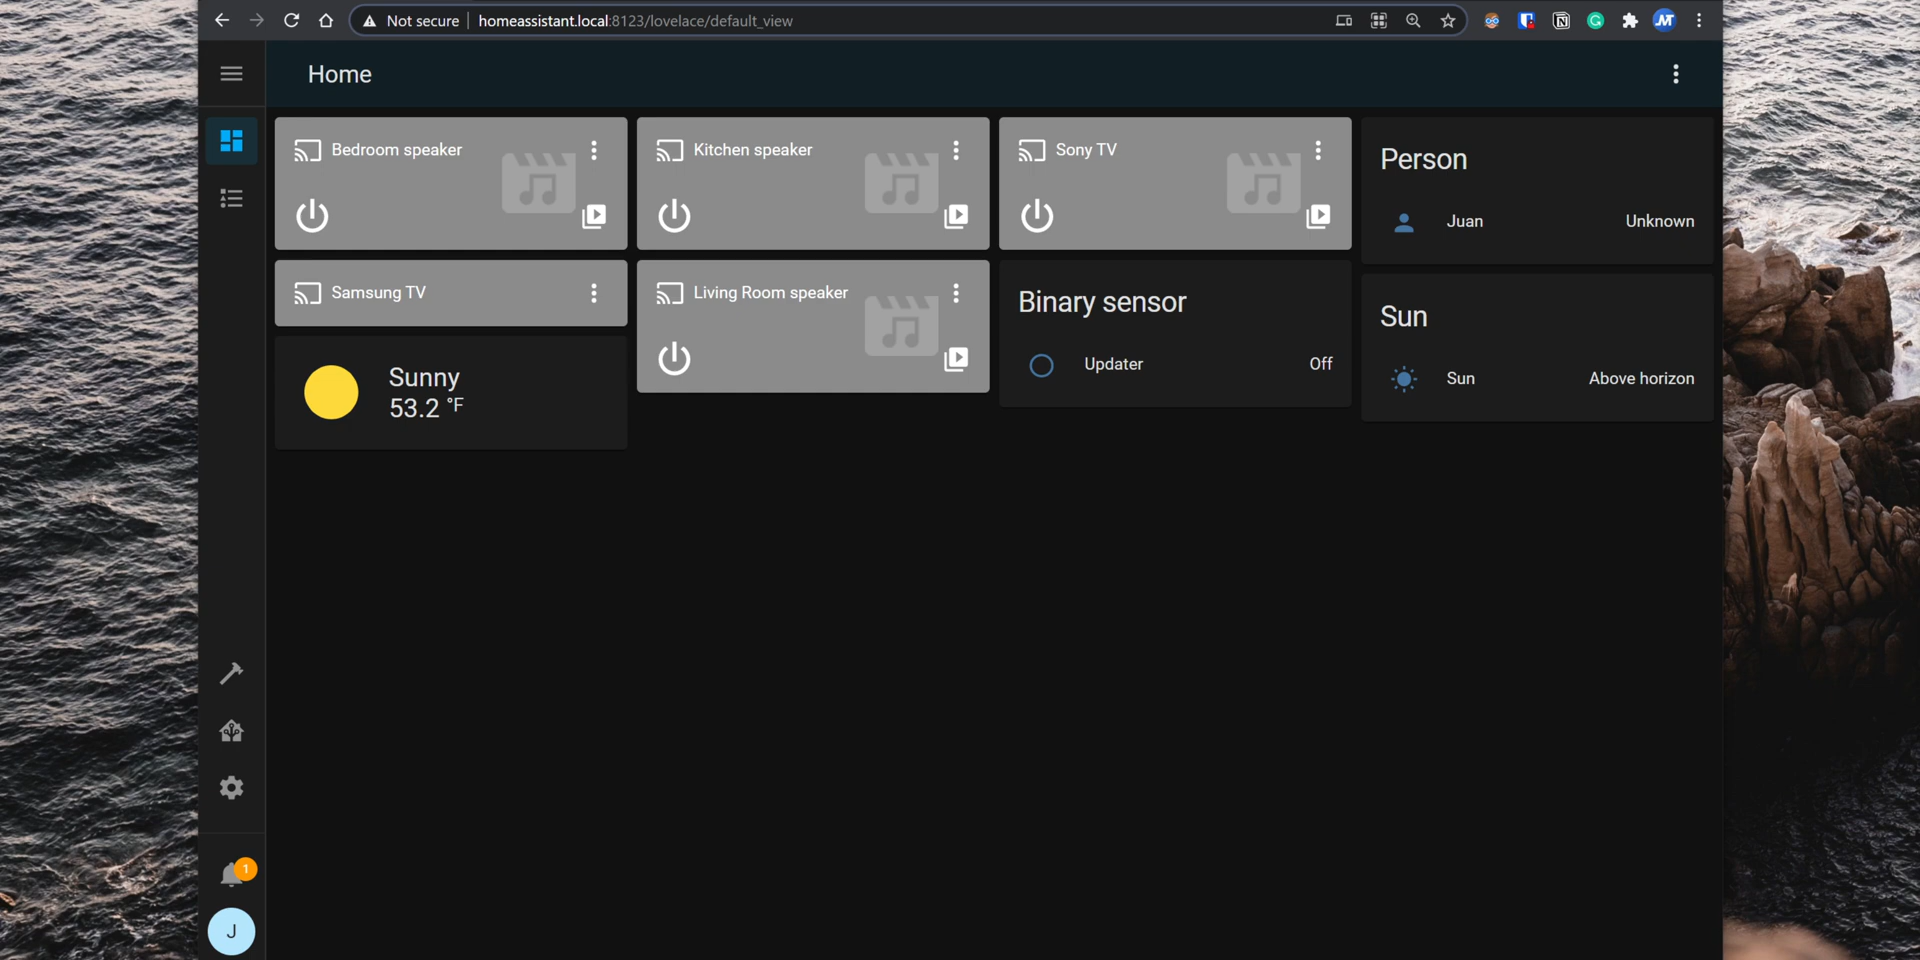 Not secure
homeassistant.local:8123/lovelace/default_view
Home
Bedroom speaker
Kitchen speaker
Sony TV
Person
Juan
Unknown
Samsung TV
Living Room speaker
Binary sensor
Updater
Off
Sun
Sun
Above horizon
Sunny
53.2 °F
1
J